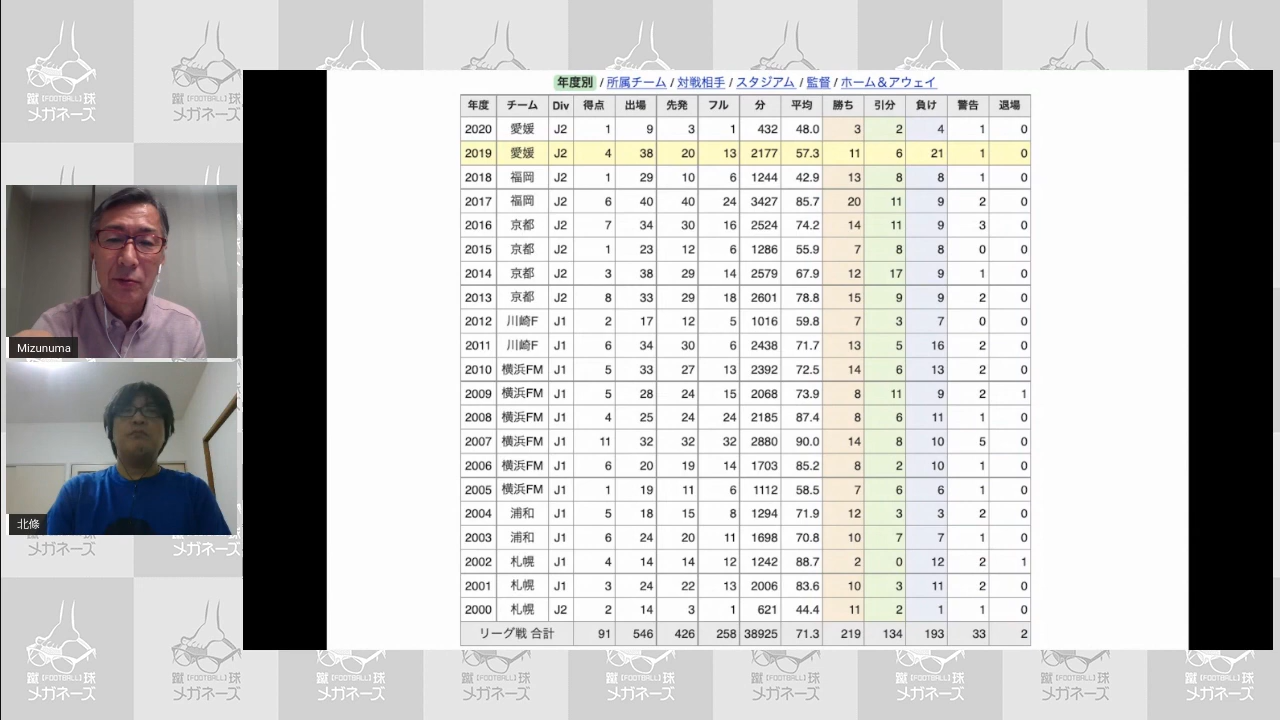 年度別 / 所属チーム / 対戦相手 / スタジアム / 監督 / ホーム＆アウェイ
年度 チーム Div 得点 出場 先発 フル 分 平均 勝ち 引分 負け 警告 退場
2020 愛媛 J2 1 9 3 1 432 48.0 3 2 4 1 0
2019 愛媛 J2 4 38 20 13 2177 57.3 11 6 21 1 0
2018 福岡 J2 1 29 10 6 1244 42.9 13 8 8 1 0
2017 福岡 J2 6 40 40 24 3427 85.7 20 11 9 2 0
2016 京都 J2 7 34 30 16 2524 74.2 14 11 9 3 0
2015 京都 J2 1 23 12 6 1286 55.9 7 8 8 0 0
2014 京都 J2 3 38 29 14 2579 67.9 12 17 9 1 0
2013 京都 J2 8 33 29 18 2601 78.8 15 9 9 2 0
2012 川崎F J1 2 17 12 5 1016 59.8 7 3 7 0 0
2011 川崎F J1 6 34 30 6 2438 71.7 13 5 16 2 0
2010 横浜FM J1 5 33 27 13 2392 72.5 14 6 13 2 0
2009 横浜FM J1 5 28 24 15 2068 73.9 8 11 9 2 1
2008 横浜FM J1 4 25 24 24 2185 87.4 8 6 11 1 0
2007 横浜FM J1 11 32 32 32 2880 90.0 14 8 10 5 0
2006 横浜FM J1 6 20 19 14 1703 85.2 8 2 10 1 0
2005 横浜FM J1 1 19 11 6 1112 58.5 7 6 6 1 0
2004 浦和 J1 5 18 15 8 1294 71.9 12 3 3 2 0
2003 浦和 J1 6 24 20 11 1698 70.8 10 7 7 1 0
2002 札幌 J1 4 14 14 12 1242 88.7 2 0 12 2 1
2001 札幌 J1 3 24 22 13 2006 83.6 10 3 11 2 0
2000 札幌 J2 2 14 3 1 621 44.4 11 2 1 1 0
リーグ戦 合計 91 546 426 258 38925 71.3 219 134 193 33 2
Mizunuma
北條
蹴[FOOTBALL]球
メガネーズ